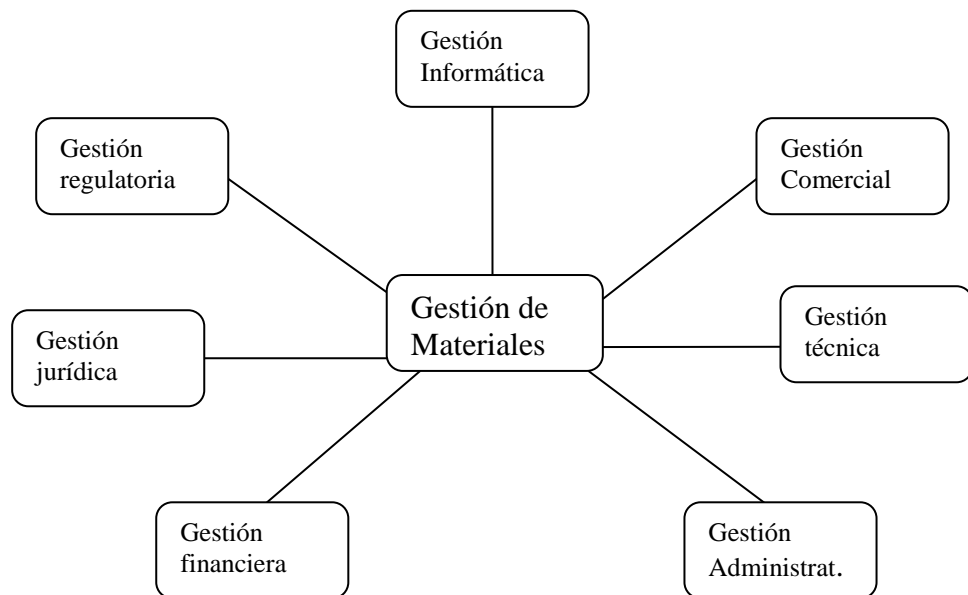 Gestión
Informática
Gestión
regulatoria
Gestión
Comercial
Gestión de
Materiales
Gestión
técnica
Gestión
jurídica
Gestión
financiera
Gestión
Administrat.